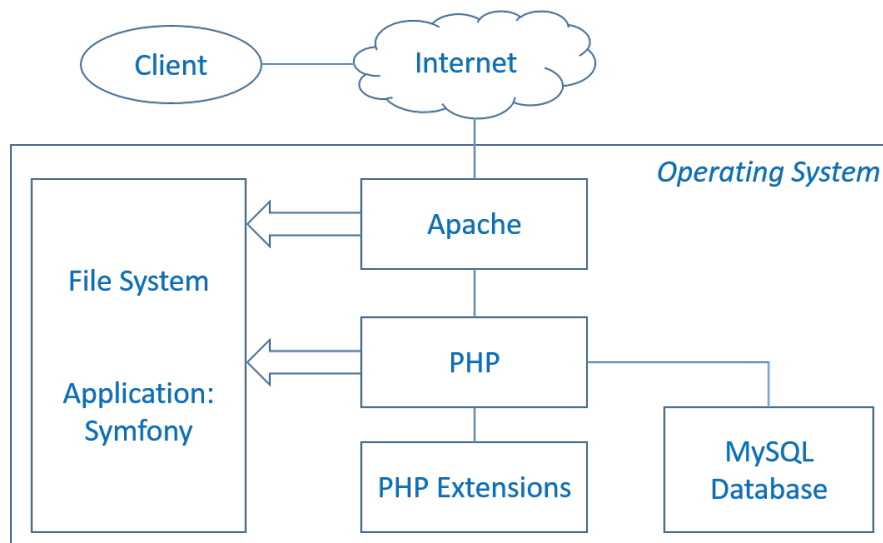 Client
Internet
Operating System
Apache
File System
PHP
Application:
Symfony
PHP Extensions
MySQL
Database